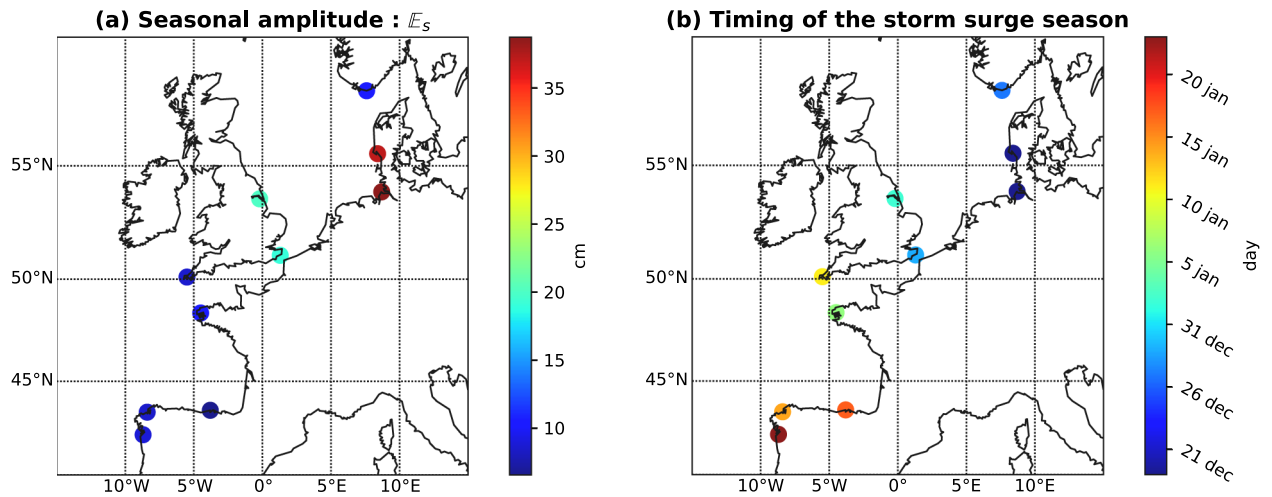 (a) Seasonal amplitude : 𝔼s
55°N
50°N
45°N
10°W 5°W 0° 5°E 10°E
35
30
25
20
15
10
cm
(b) Timing of the storm surge season
55°N
50°N
45°N
10°W 5°W 0° 5°E 10°E
20 jan
15 jan
10 jan
5 jan
31 dec
26 dec
21 dec
day